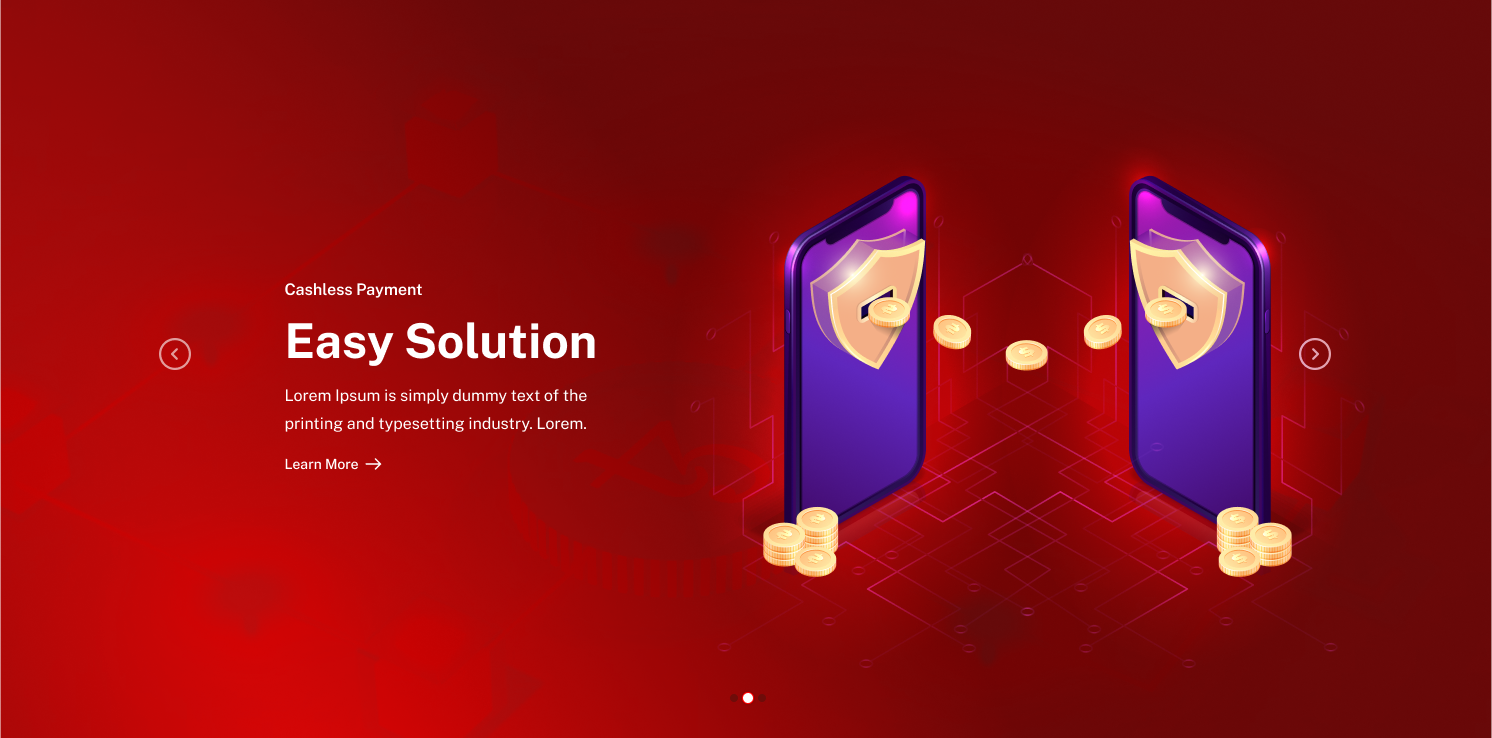 Cashless Payment
Easy Solution
Lorem Ipsum is simply dummy text of the
printing and typesetting industry. Lorem.
Learn More